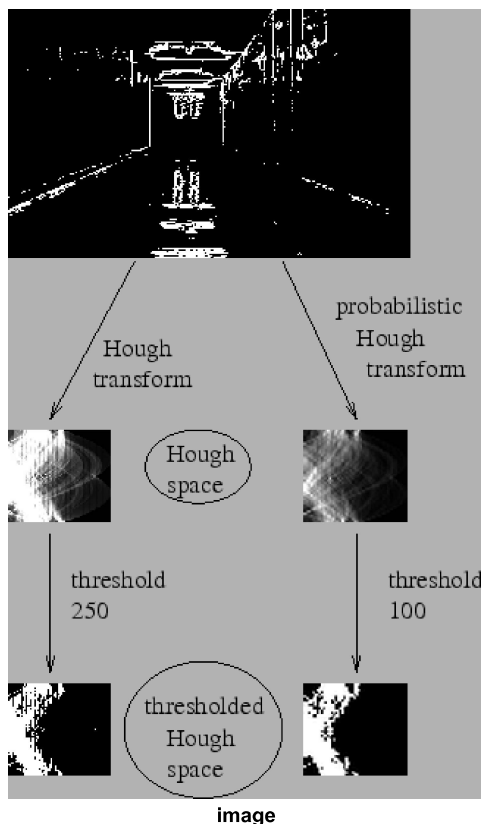 probabilistic
Hough
transform
Hough
transform
Hough
space
threshold
250
threshold
100
thresholded
Hough
space
image